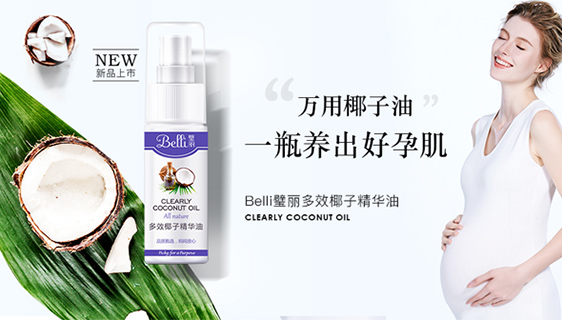 NEW
新品上市
Belli 璧丽
CLEARLY
COCONUT OIL
All nature
多效椰子精华油
Picky for a Purpose
“万用椰子油”
一瓶养出好孕肌
Belli璧丽多效椰子精华油
CLEARLY COCONUT OIL